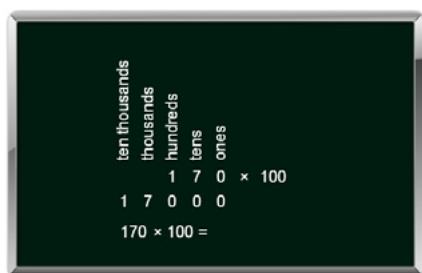 ten thousands
thousands
hundreds
tens
ones
1 7 0 × 100
1 7 0 0 0
170 × 100 =